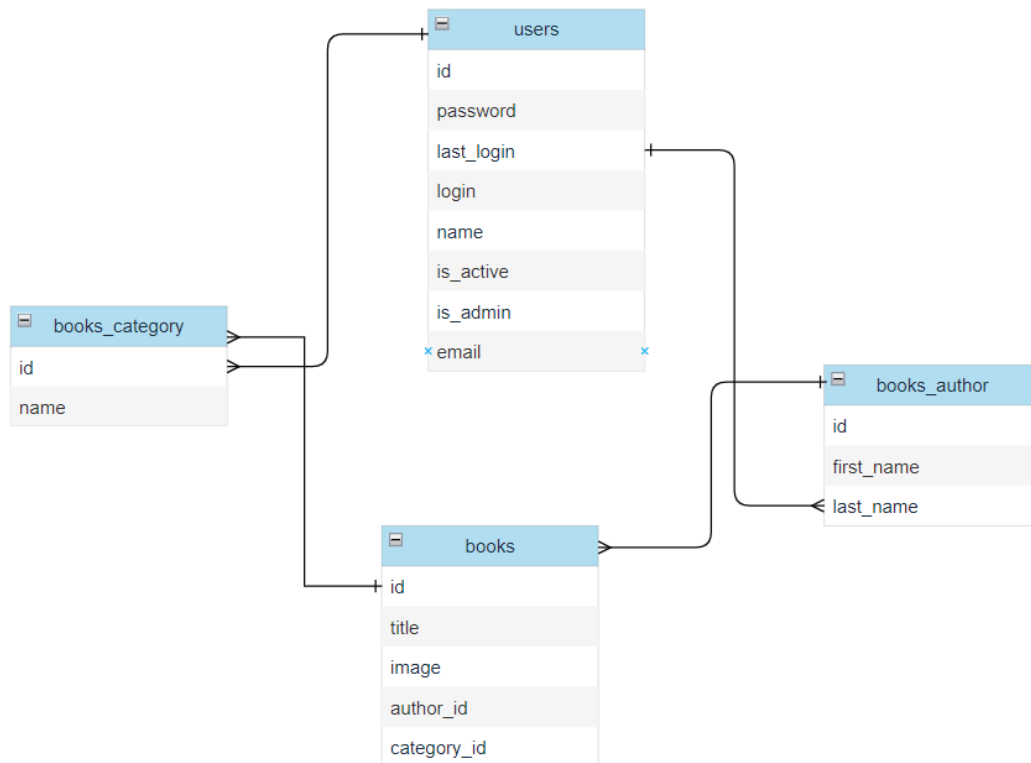 users
id
password
last_login
login
name
is_active
is_admin
email
books_category
id
name
books_author
id
first_name
last_name
books
id
title
image
author_id
category_id